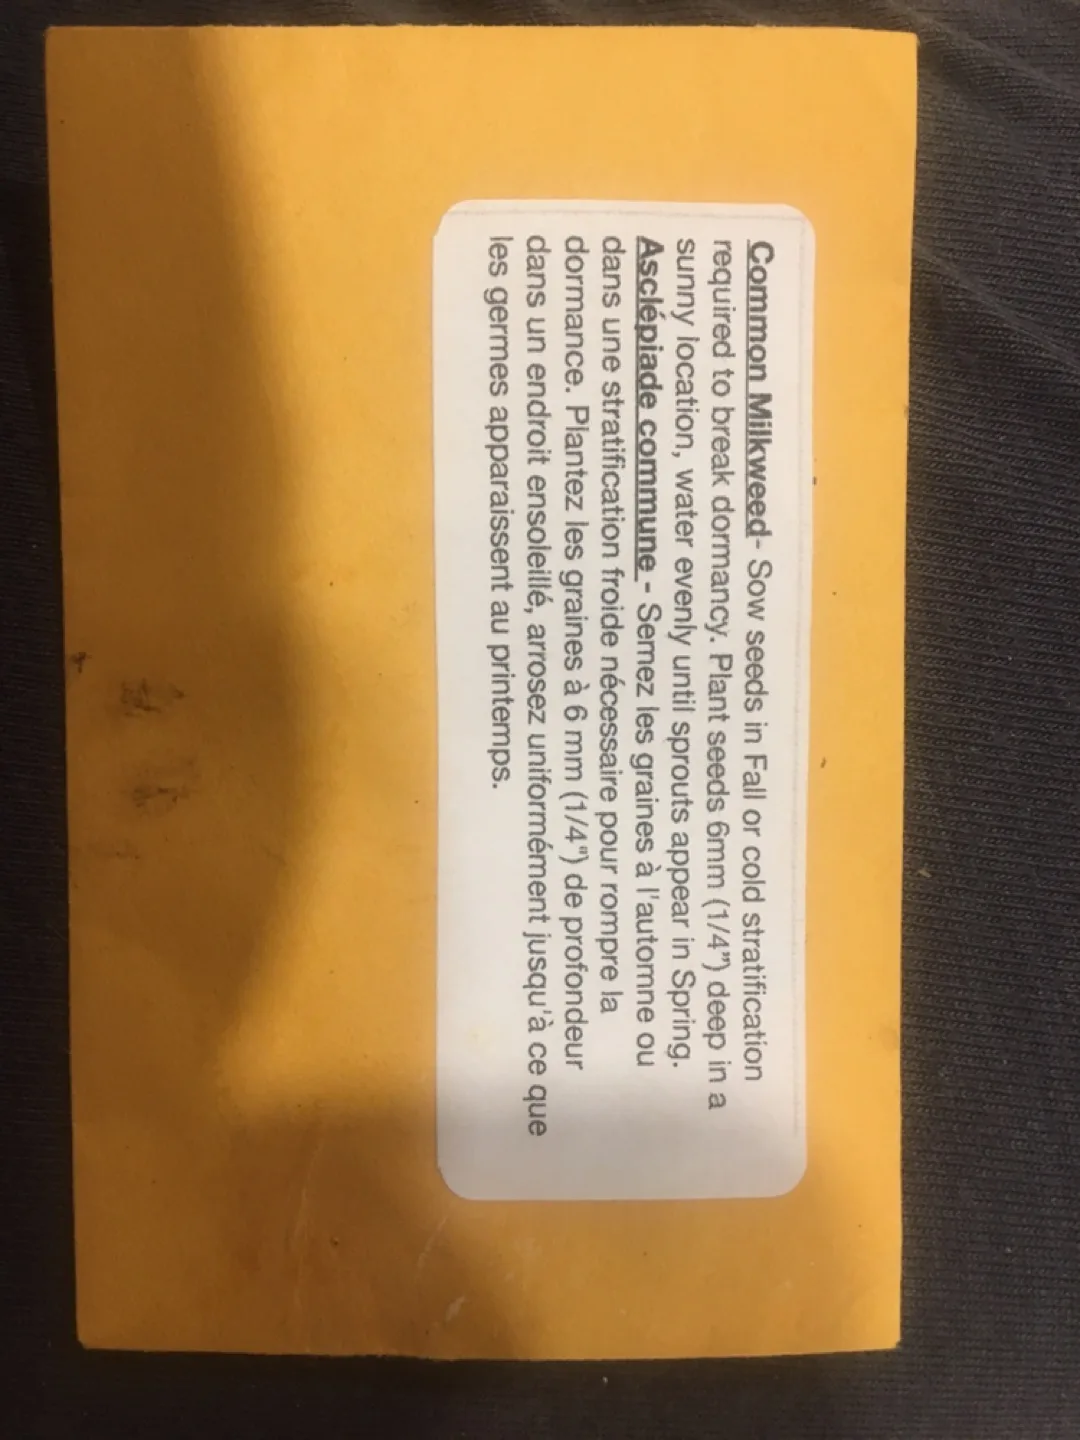 Common Milkweed- Sow seeds in Fall or cold stratification
required to break dormancy. Plant seeds 6mm (1/4”) deep in a
sunny location, water evenly until sprouts appear in Spring.
Asclépiade commune - Semez les graines à l'automne ou
dans une stratification froide nécessaire pour rompre la
dormance. Plantez les graines à 6 mm (1/4") de profondeur
dans un endroit ensoleillé, arrosez uniformément jusqu'à ce que
les germes apparaissent au printemps.